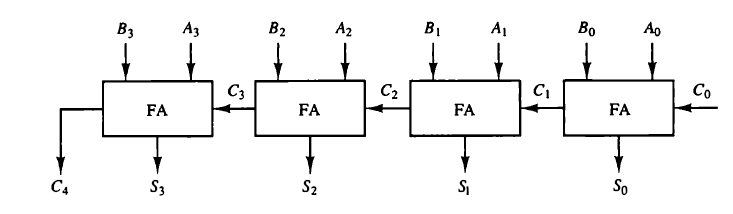 B₃ A₃ B₂ A₂ B₁ A₁ B₀ A₀
C₃ C₂ C₁ C₀
FA FA FA FA
C₄ S₃ S₂ S₁ S₀